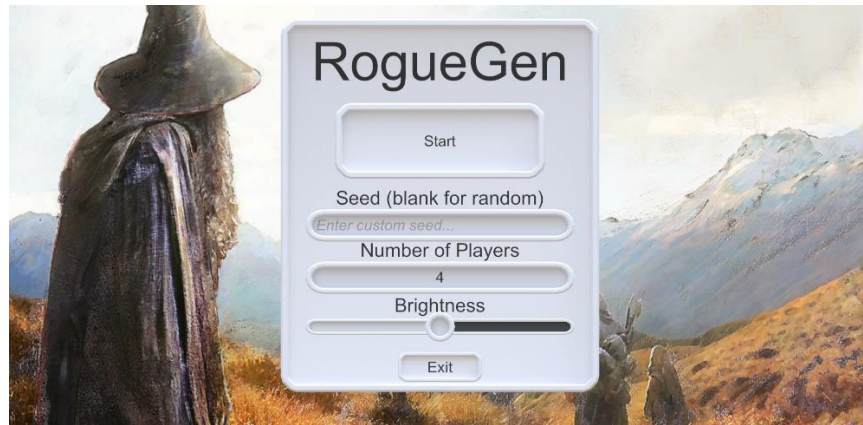 RogueGen
Start
Seed (blank for random)
Enter custom seed...
Number of Players
4
Brightness
Exit